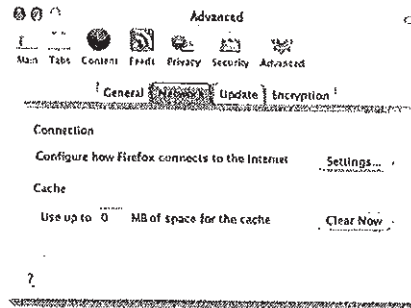 Advanced
Main Tabs Content Feeds Privacy Security Advanced
General Network Update Encryption
Connection
Configure how Firefox connects to the Internet Settings...
Cache
Use up to 0 MB of space for the cache Clear Now
?